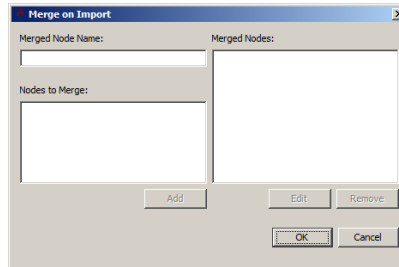 Merge on Import
Merged Node Name:
Merged Nodes:
Nodes to Merge:
Add
Edit
Remove
OK
Cancel